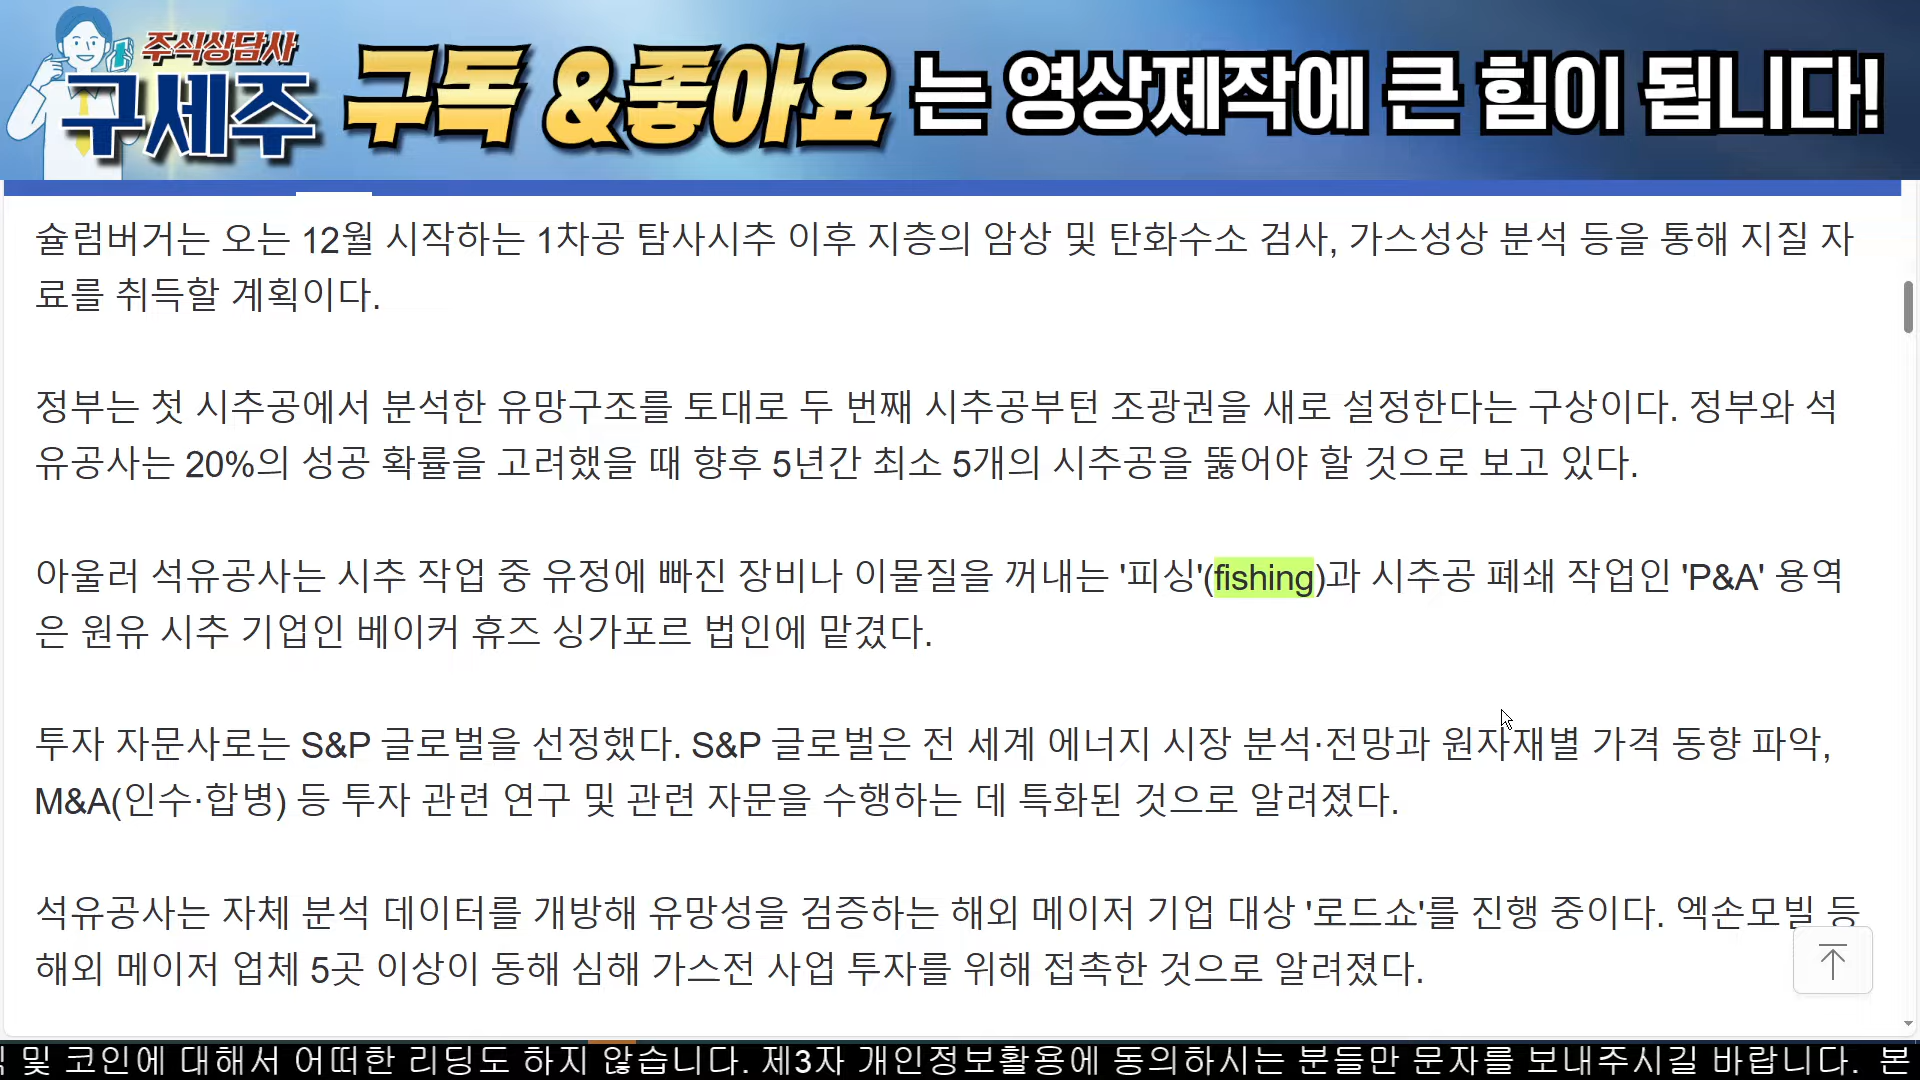 주식상담사
구세주
구독 &좋아요 는 영상제작에 큰 힘이 됩니다!
슐럼버거는 오는 12월 시작하는 1차공 탐사시추 이후 지층의 암상 및 탄화수소 검사, 가스성상 분석 등을 통해 지질 자
료를 취득할 계획이다.
정부는 첫 시추공에서 분석한 유망구조를 토대로 두 번째 시추공부턴 조광권을 새로 설정한다는 구상이다. 정부와 석
유공사는 20%의 성공 확률을 고려했을 때 향후 5년간 최소 5개의 시추공을 뚫어야 할 것으로 보고 있다.
아울러 석유공사는 시추 작업 중 유정에 빠진 장비나 이물질을 꺼내는 '피싱'(fishing)과 시추공 폐쇄 작업인 'P&A' 용역
은 원유 시추 기업인 베이커 휴즈 싱가포르 법인에 맡겼다.
투자 자문사로는 S&P 글로벌을 선정했다. S&P 글로벌은 전 세계 에너지 시장 분석·전망과 원자재별 가격 동향 파악,
M&A(인수·합병) 등 투자 관련 연구 및 관련 자문을 수행하는 데 특화된 것으로 알려졌다.
석유공사는 자체 분석 데이터를 개방해 유망성을 검증하는 해외 메이저 기업 대상 '로드쇼'를 진행 중이다. 엑손모빌 등
해외 메이저 업체 5곳 이상이 동해 심해 가스전 사업 투자를 위해 접촉한 것으로 알려졌다.
및 코인에 대해서 어떠한 리딩도 하지 않습니다. 제3자 개인정보활용에 동의하시는 분들만 문자를 보내주시길 바랍니다. 본